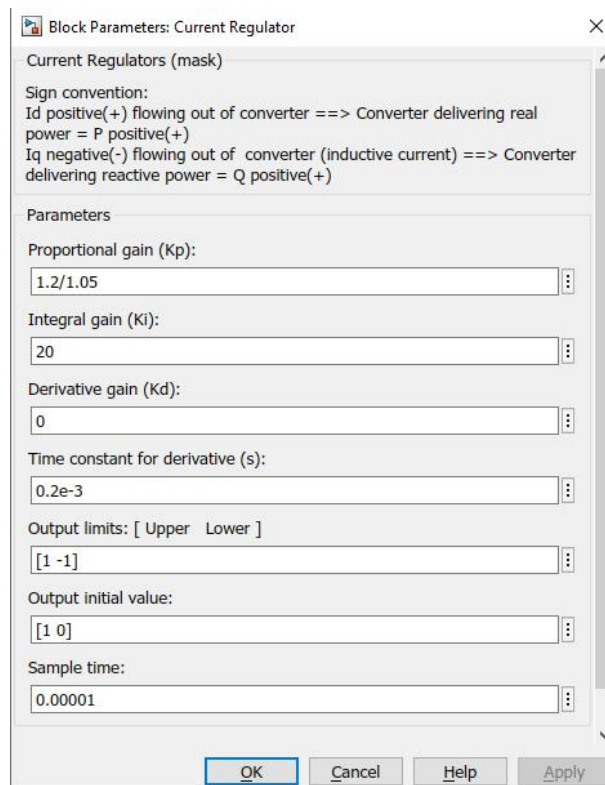 Block Parameters: Current Regulator
Current Regulators (mask)
Sign convention:
Id positive(+) flowing out of converter ==> Converter delivering real
power = P positive(+)
Iq negative(-) flowing out of  converter (inductive current) ==> Converter
delivering reactive power = Q positive(+)
Parameters
Proportional gain (Kp):
1.2/1.05
Integral gain (Ki):
20
Derivative gain (Kd):
0
Time constant for derivative (s):
0.2e-3
Output limits: [ Upper   Lower ]
[1 -1]
Output initial value:
[1 0]
Sample time:
0.00001
OK Cancel Help Apply